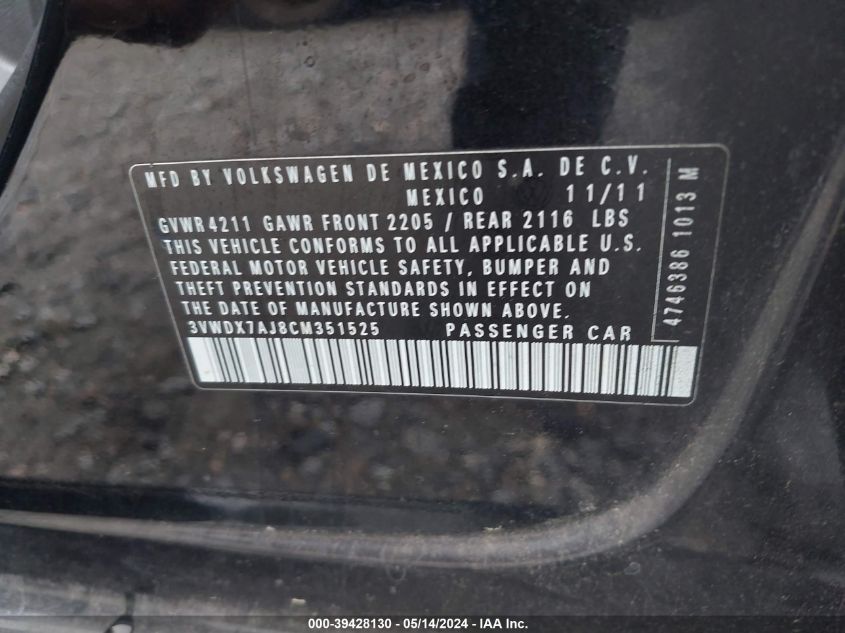 MFD BY VOLKSWAGEN DE MEXICO S.A. DE C.V.
MEXICO 11/11
GVWR 4211 GAWR FRONT 2205 / REAR 2116 LBS
THIS VEHICLE CONFORMS TO ALL APPLICABLE U.S.
FEDERAL MOTOR VEHICLE SAFETY, BUMPER AND
THEFT PREVENTION STANDARDS IN EFFECT ON
THE DATE OF MANUFACTURE SHOWN ABOVE.
3VWDX7AJ8CM351525 PASSENGER CAR
4746386 1013 M
000-39428130 - 05/14/2024 - IAA Inc.